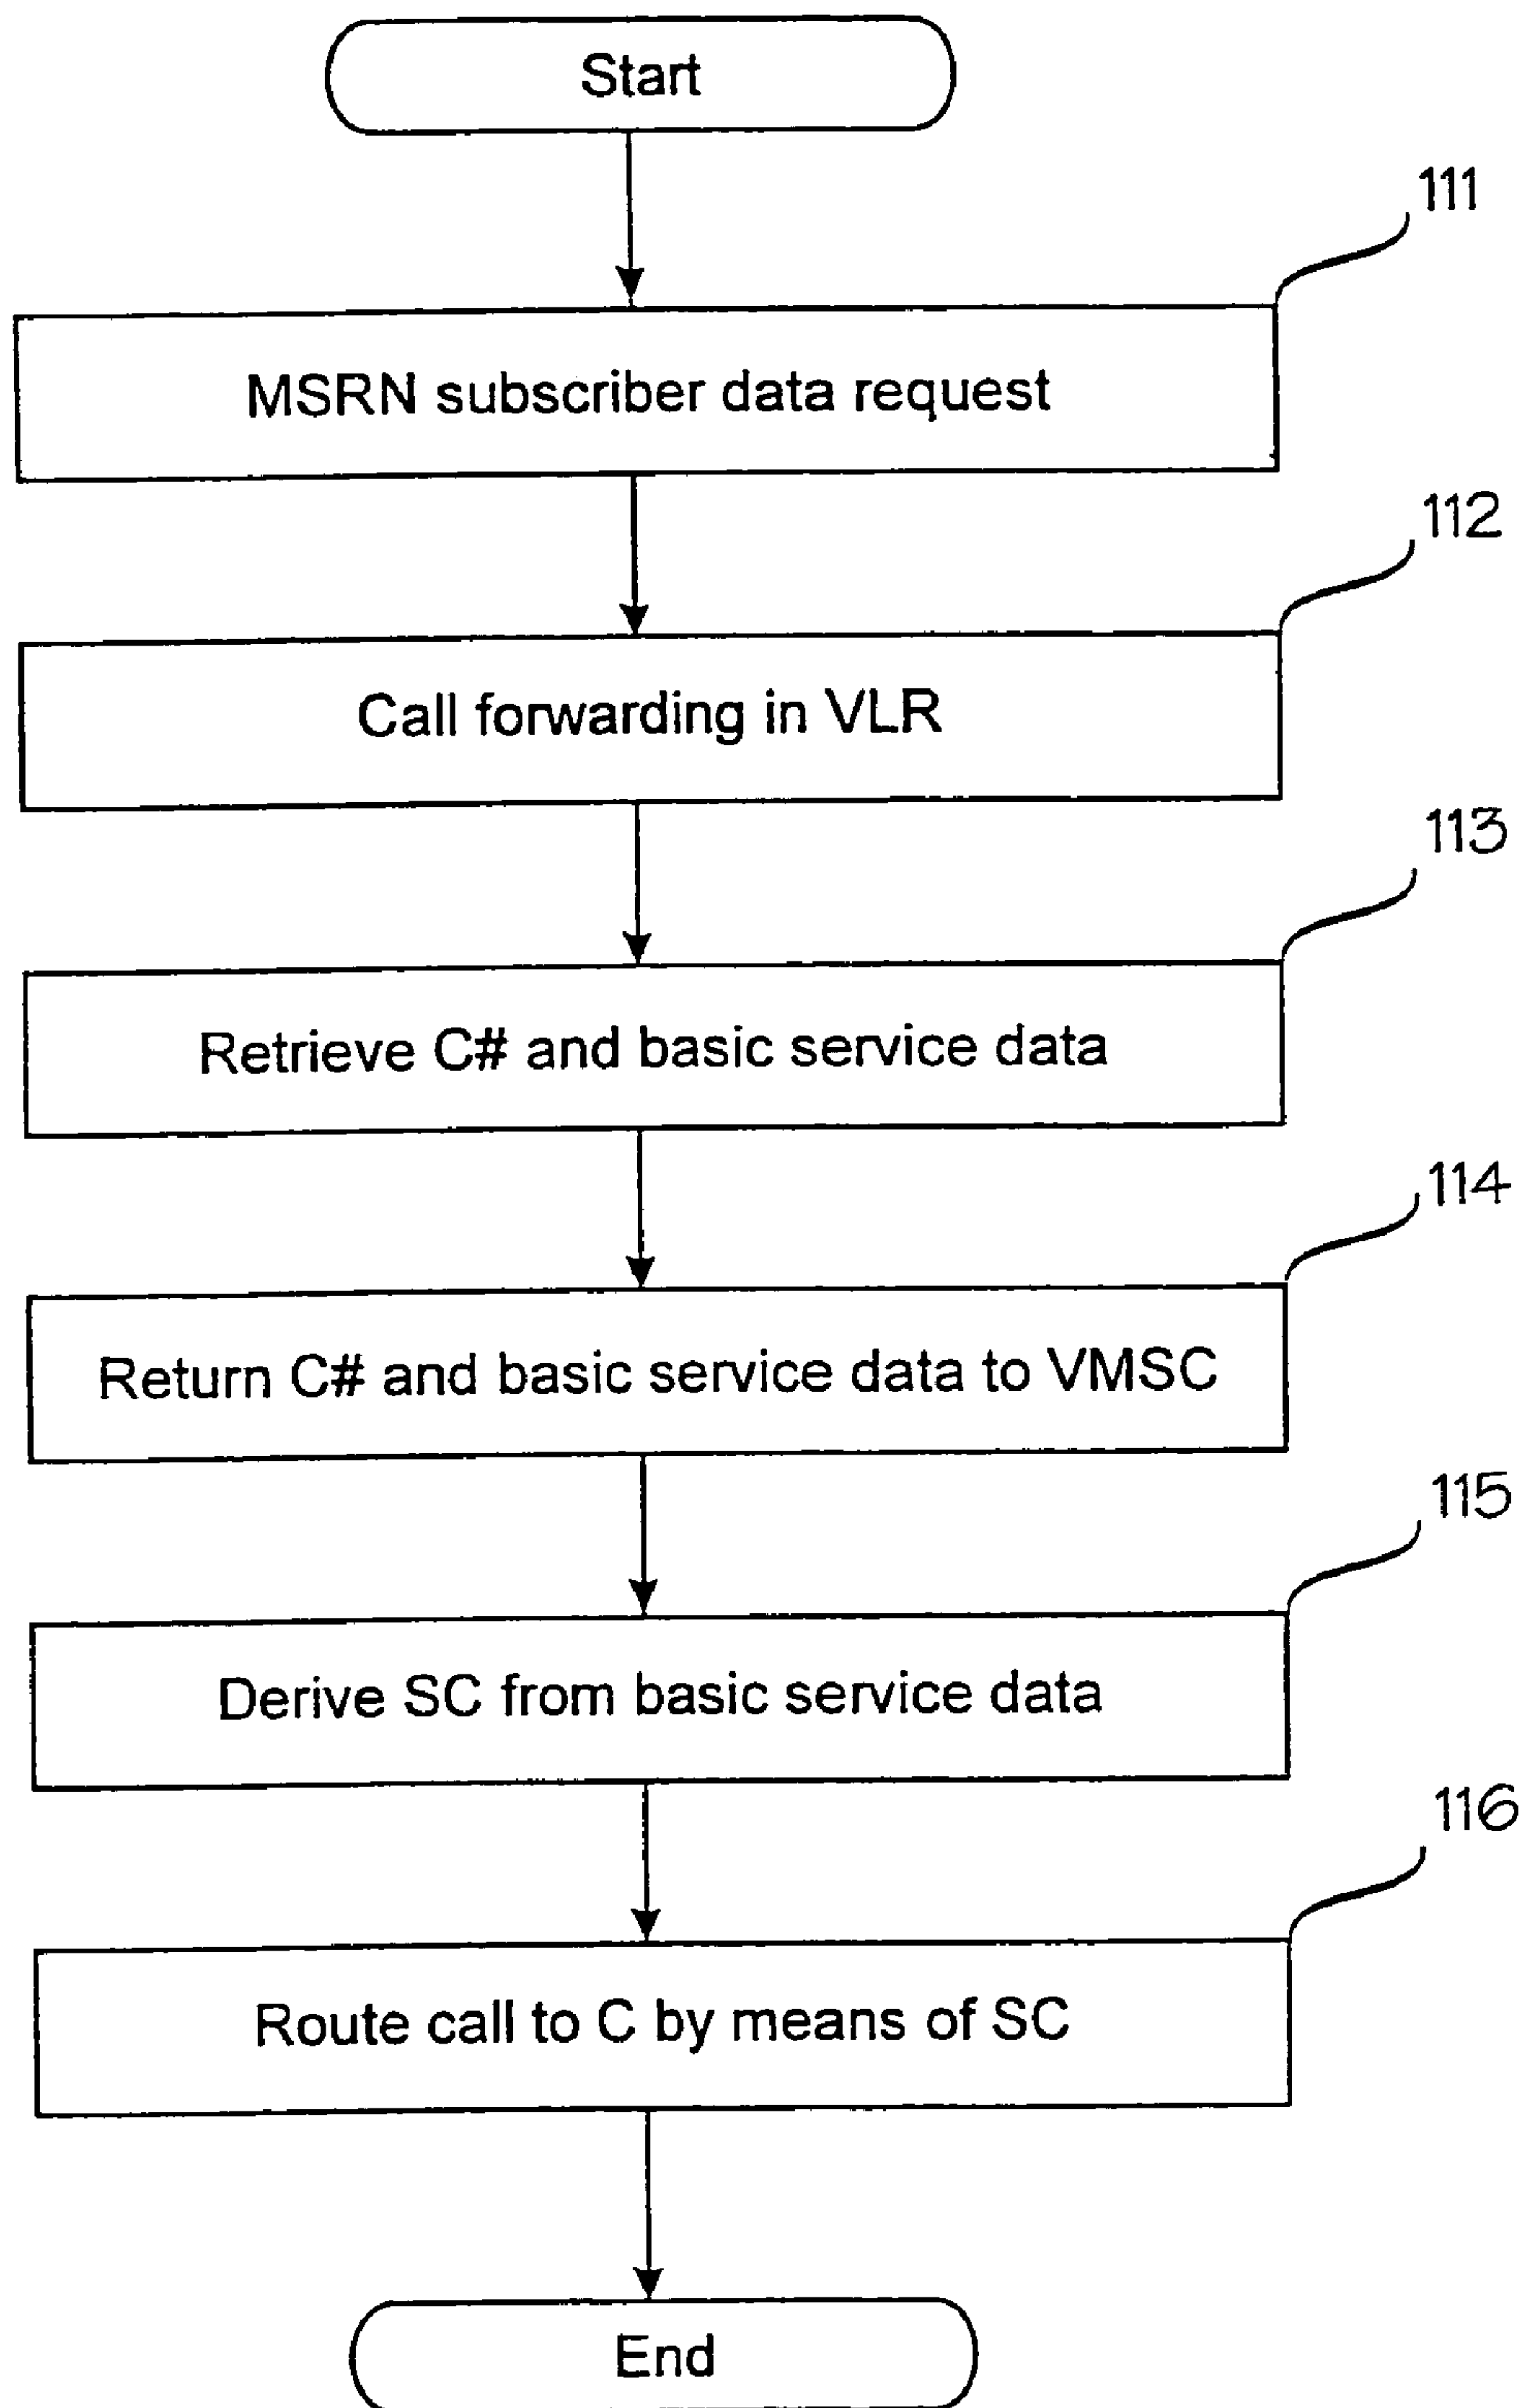 Start
111
MSRN subscriber data request
112
Call forwarding in VLR
113
Retrieve C# and basic service data
114
Return C# and basic service data to VMSC
115
Derive SC from basic service data
116
Route call to C by means of SC
End